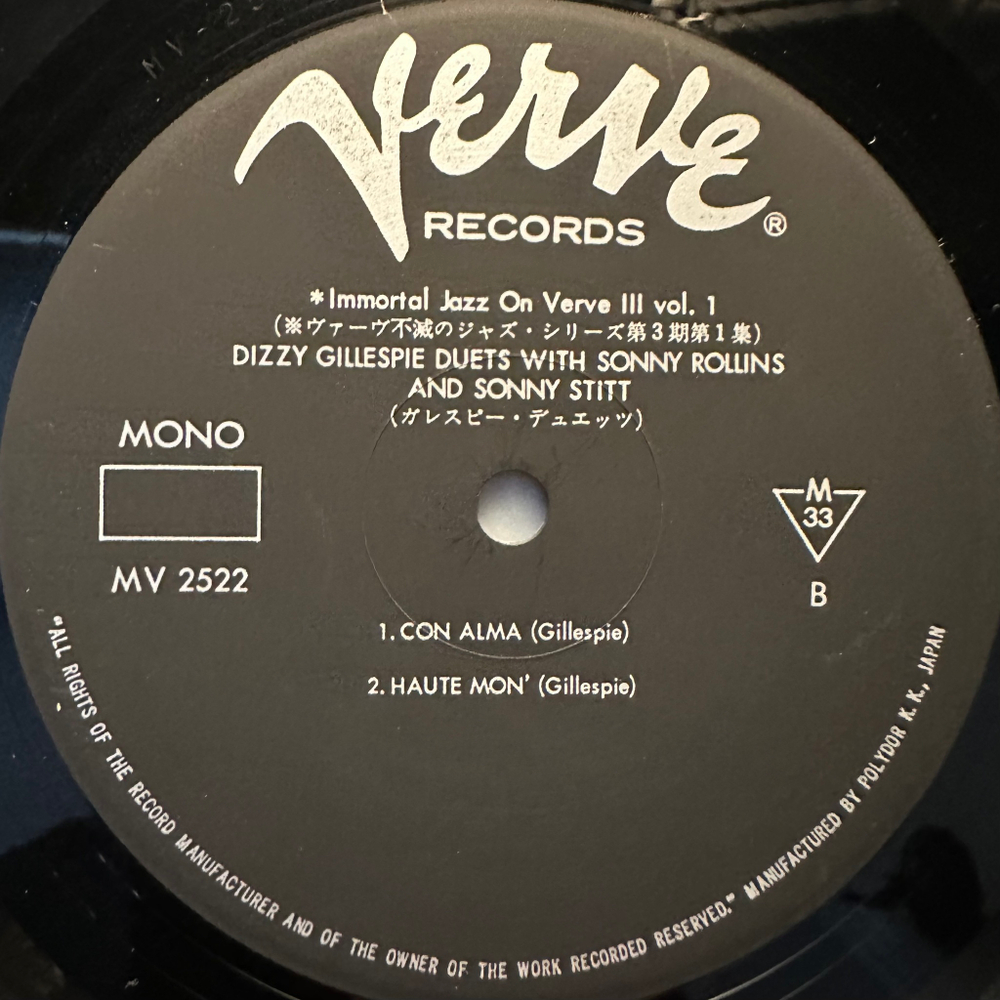 Verve
RECORDS ®
*Immortal Jazz On Verve III vol. 1
(※ヴァーヴ不滅のジャズ・シリーズ第3期第1集)
DIZZY GILLESPIE DUETS WITH SONNY ROLLINS
AND SONNY STITT
(ガレスピー・デュエッツ)
MONO
MV 2522
M
33
B
1. CON ALMA (Gillespie)
2. HAUTE MON' (Gillespie)
"ALL RIGHTS OF THE RECORD MANUFACTURER AND OF THE OWNER OF THE WORK RECORDED RESERVED." MANUFACTURED BY POLYDOR K. K., JAPAN